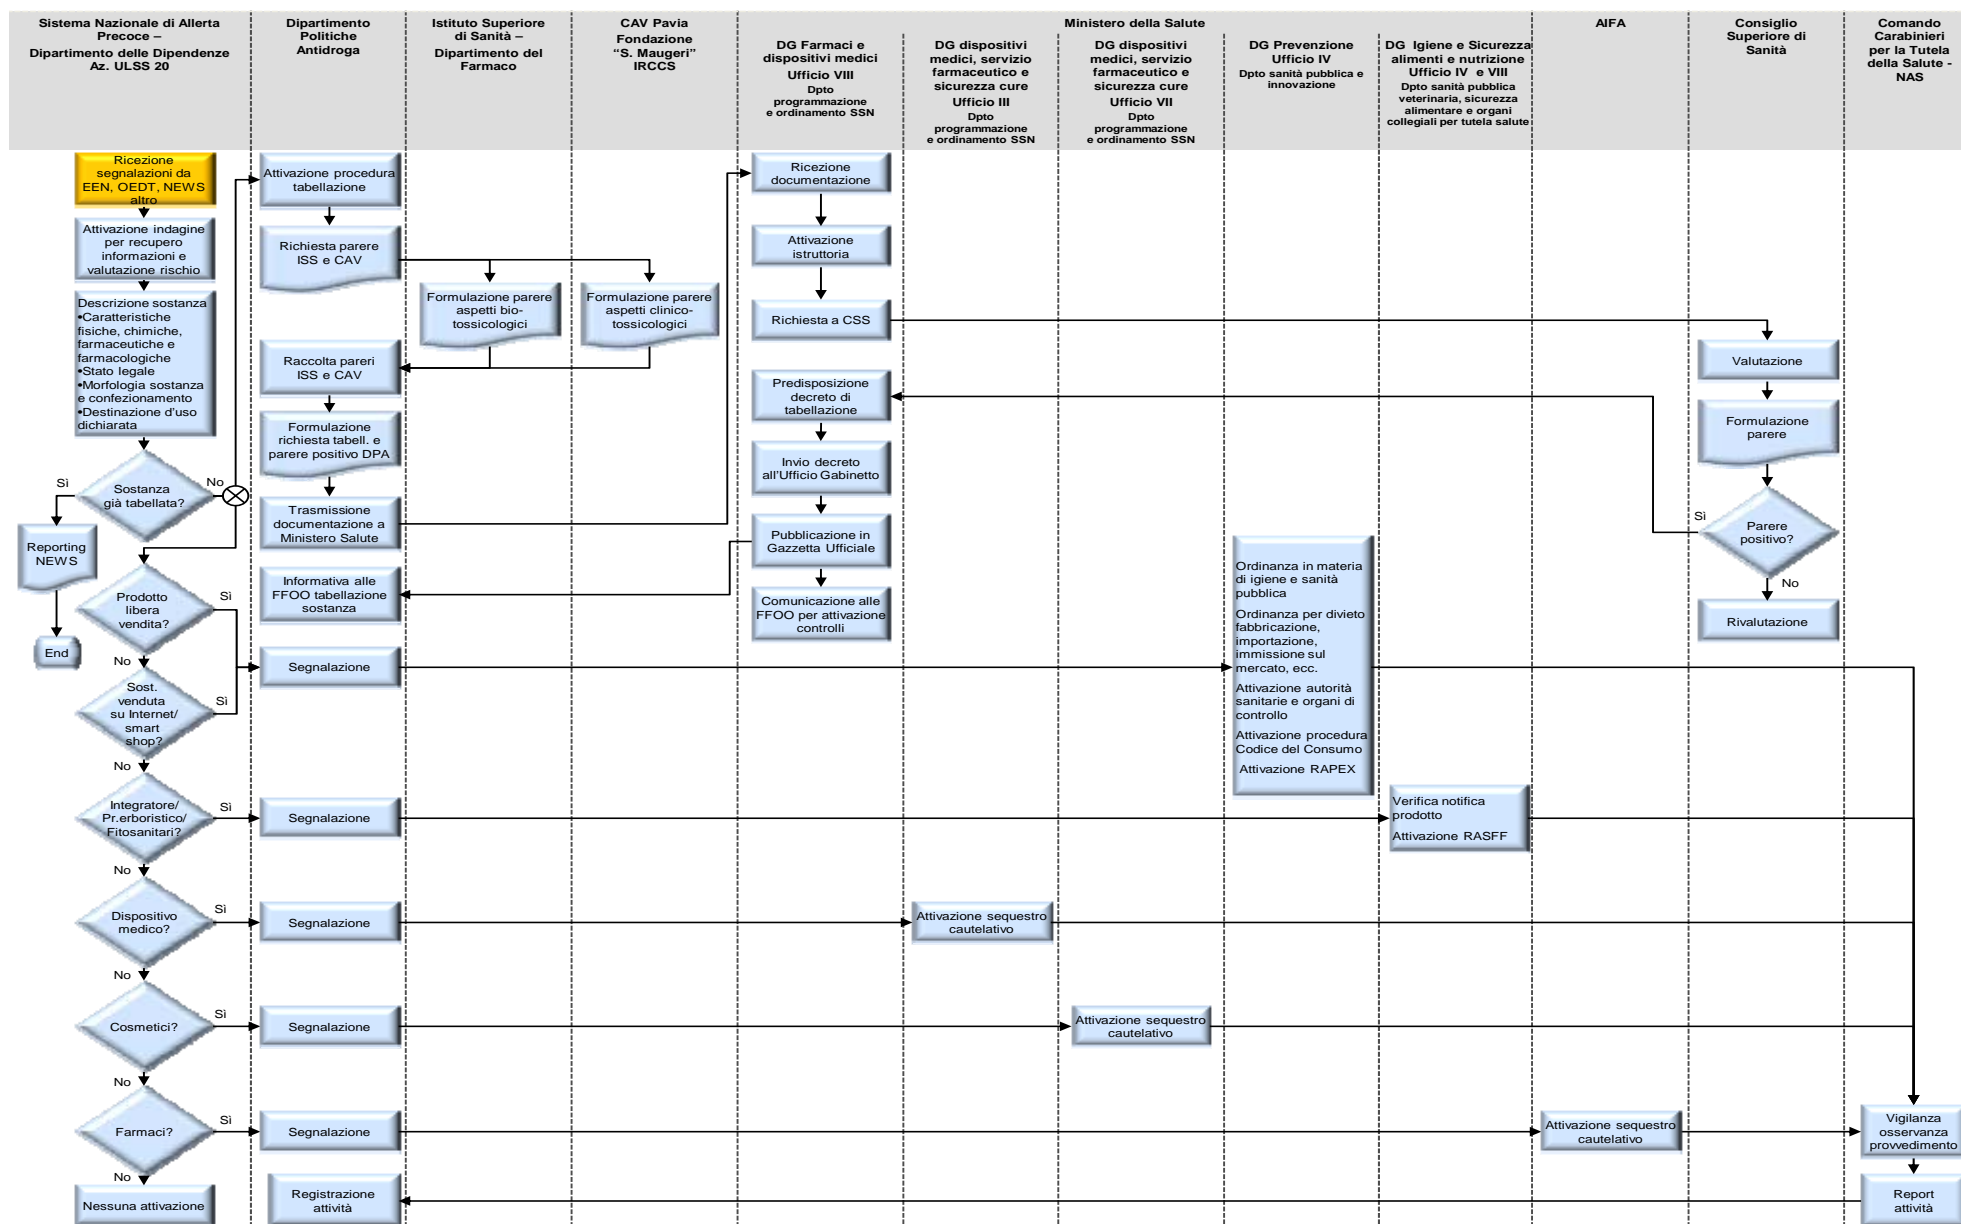 Sistema Nazionale di Allerta
Precoce –
Dipartimento delle Dipendenze
Az. ULSS 20
Dipartimento
Politiche
Antidroga
Istituto Superiore
di Sanità –
Dipartimento del
Farmaco
CAV Pavia
Fondazione
“S. Maugeri”
IRCCS
Ministero della Salute
DG Farmaci e
dispositivi medici
Ufficio VIII
Dpto
programmazione
e ordinamento SSN
DG dispositivi
medici, servizio
farmaceutico e
sicurezza cure
Ufficio III
Dpto
programmazione
e ordinamento SSN
DG dispositivi
medici, servizio
farmaceutico e
sicurezza cure
Ufficio VII
Dpto
programmazione
e ordinamento SSN
DG Prevenzione
Ufficio IV
Dpto sanità pubblica e
innovazione
DG Igiene e Sicurezza
alimenti e nutrizione
Ufficio IV e VIII
Dpto sanità pubblica
veterinaria, sicurezza
alimentare e organi
collegiali per tutela salute
AIFA
Consiglio
Superiore di
Sanità
Comando
Carabinieri
per la Tutela
della Salute -
NAS
Ricezione
segnalazioni da
EEN, OEDT, NEWS
altro
Attivazione indagine
per recupero
informazioni e
valutazione rischio
Descrizione sostanza
•Caratteristiche
fisiche, chimiche,
farmaceutiche e
farmacologiche
•Stato legale
•Morfologia sostanza
e confezionamento
•Destinazione d'uso
dichiarata
Sì
Sostanza
già tabellata?
No
Reporting
NEWS
End
Prodotto
libera
vendita?
Sì
No
Sost.
venduta
su Internet/
smart
shop?
Sì
No
Integratore/
Pr.erboristico/
Fitosanitari?
Sì
No
Dispositivo
medico?
Sì
No
Cosmetici?
Sì
No
Farmaci?
Sì
No
Nessuna attivazione
Attivazione procedura
tabellazione
Richiesta parere
ISS e CAV
Raccolta pareri
ISS e CAV
Formulazione
richiesta tabell. e
parere positivo DPA
Trasmissione
documentazione a
Ministero Salute
Informativa alle
FFOO tabellazione
sostanza
Segnalazione
Segnalazione
Segnalazione
Segnalazione
Segnalazione
Registrazione
attività
Formulazione parere
aspetti bio-
tossicologici
Formulazione parere
aspetti clinico-
tossicologici
Ricezione
documentazione
Attivazione
istruttoria
Richiesta a CSS
Predisposizione
decreto di
tabellazione
Invio decreto
all'Ufficio Gabinetto
Pubblicazione in
Gazzetta Ufficiale
Comunicazione alle
FFOO per attivazione
controlli
Attivazione sequestro
cautelativo
Attivazione sequestro
cautelativo
Ordinanza in materia
di igiene e sanità
pubblica
Ordinanza per divieto
fabbricazione,
importazione,
immissione sul
mercato, ecc.
Attivazione autorità
sanitarie e organi di
controllo
Attivazione procedura
Codice del Consumo
Attivazione RAPEX
Verifica notifica
prodotto
Attivazione RASFF
Attivazione sequestro
cautelativo
Valutazione
Formulazione
parere
Sì
Parere
positivo?
No
Rivalutazione
Vigilanza
osservanza
provvedimento
Report
attività